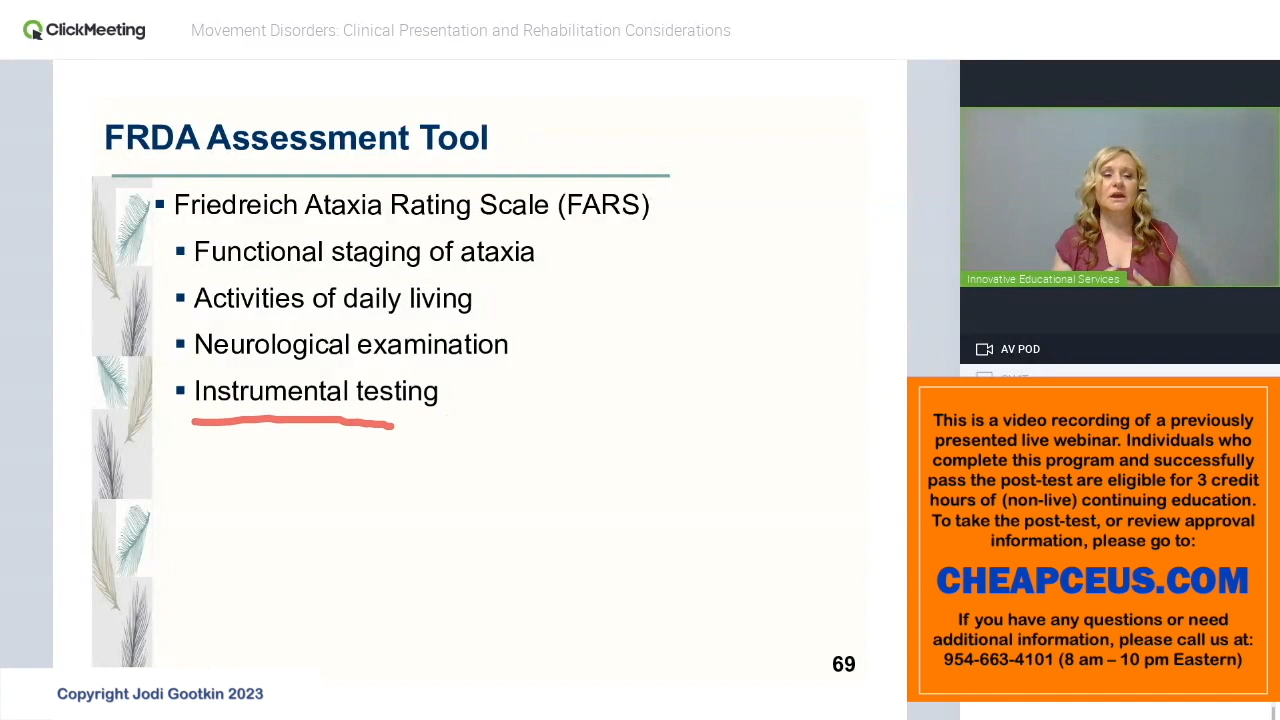 ClickMeeting
Movement Disorders: Clinical Presentation and Rehabilitation Considerations
FRDA Assessment Tool
Friedreich Ataxia Rating Scale (FARS)
Functional staging of ataxia
Activities of daily living
Neurological examination
Instrumental testing
69
Copyright Jodi Gootkin 2023
Innovative Educational Services
AV POD
This is a video recording of a previously
presented live webinar. Individuals who
complete this program and successfully
pass the post-test are eligible for 3 credit
hours of (non-live) continuing education.
To take the post-test, or review approval
information, please go to:
CHEAPCEUS.COM
If you have any questions or need
additional information, please call us at:
954-663-4101 (8 am – 10 pm Eastern)